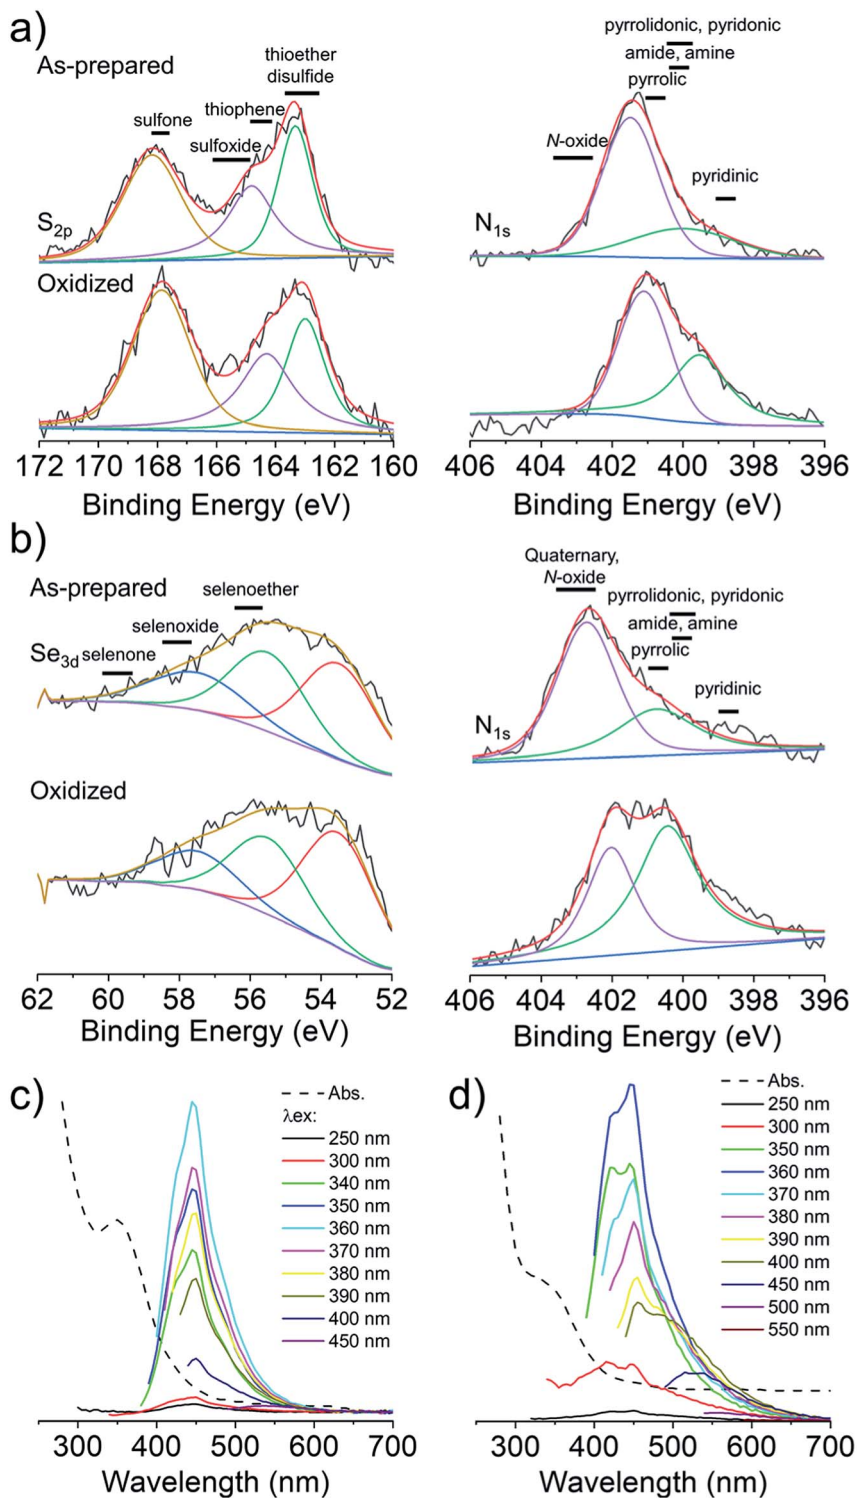 a)
As-prepared
thioether
disulfide
thiophene
sulfone
sulfoxide
S2p
Oxidized
172 170 168 166 164 162 160
Binding Energy (eV)
pyrrolidonic, pyridonic
amide, amine
pyrrolic
N-oxide
pyridinic
N1s
406 404 402 400 398 396
Binding Energy (eV)
b)
As-prepared
selenoether
selenoxide
Se3d selenone
Oxidized
62 60 58 56 54 52
Binding Energy (eV)
Quaternary,
N-oxide
pyrrolidonic, pyridonic
amide, amine
pyrrolic
pyridinic
N1s
406 404 402 400 398 396
Binding Energy (eV)
c)
Abs.
λex:
250 nm
300 nm
340 nm
350 nm
360 nm
370 nm
380 nm
390 nm
400 nm
450 nm
300 400 500 600 700
Wavelength (nm)
d)
Abs.
250 nm
300 nm
350 nm
360 nm
370 nm
380 nm
390 nm
400 nm
450 nm
500 nm
550 nm
300 400 500 600 700
Wavelength (nm)